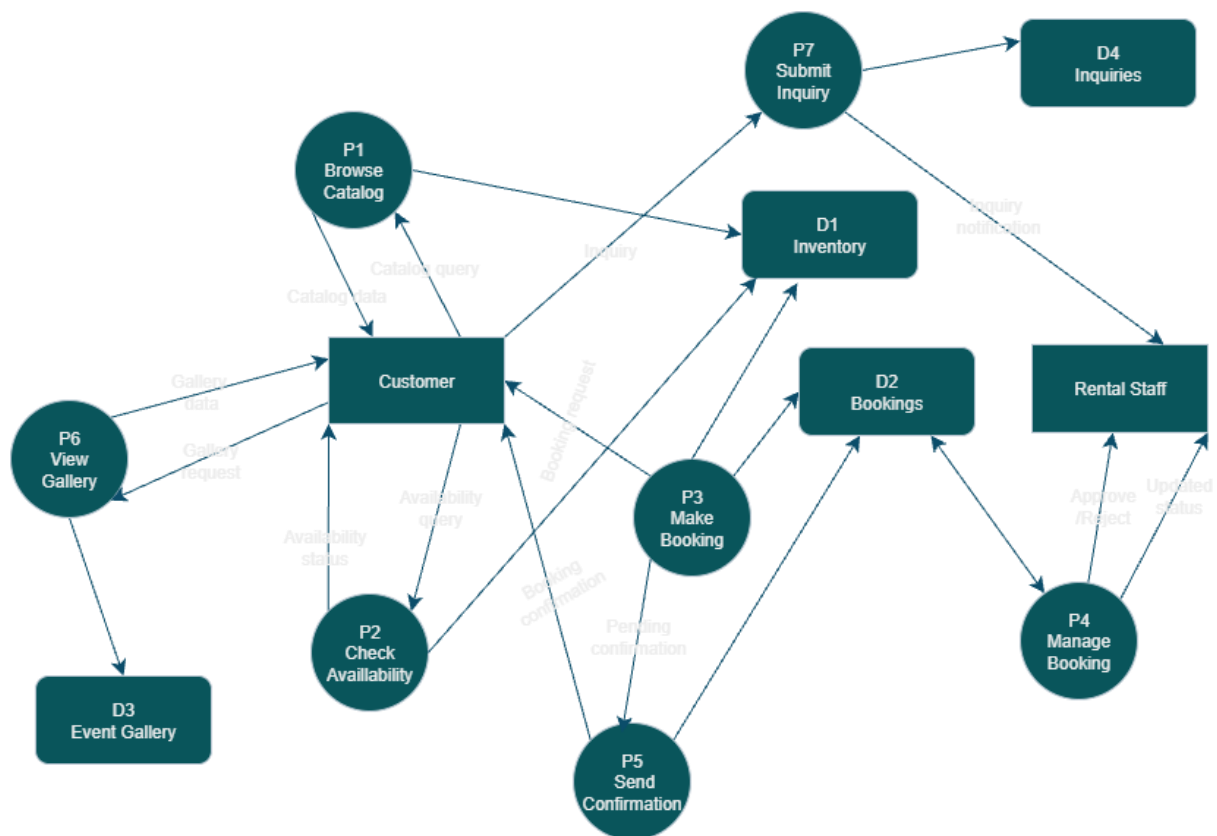 P7
Submit
Inquiry
D4
Inquiries
P1
Browse
Catalog
D1
Inventory
Inquiry
notification
Inquiry
Catalog query
Catalog data
Customer
D2
Bookings
Rental Staff
Gallery
data
P6
View
Gallery
Gallery
request
Booking request
Availability
query
Availability
status
P3
Make
Booking
Approve
/Reject
Updated
status
Booking
confirmation
Pending
confirmation
P2
Check
Availlability
P4
Manage
Booking
D3
Event Gallery
P5
Send
Confirmation